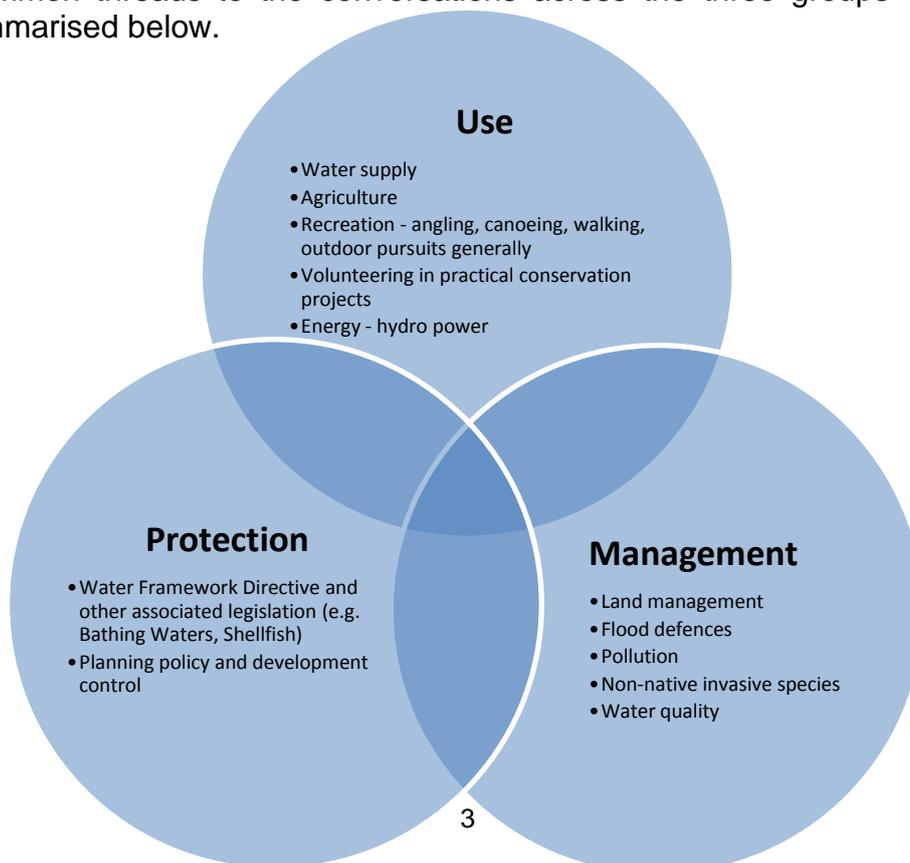 threads to the conversations across the three groups
below.
Use
•Water supply
•Agriculture
•Recreation - angling, canoeing, walking,
outdoor pursuits generally
•Volunteering in practical conservation
projects
•Energy - hydro power
Protection
•Water Framework Directive and
other associated legislation (e.g.
Bathing Waters, Shellfish)
•Planning policy and development
control
Management
•Land management
•Flood defences
•Pollution
•Non-native invasive species
•Water quality
3